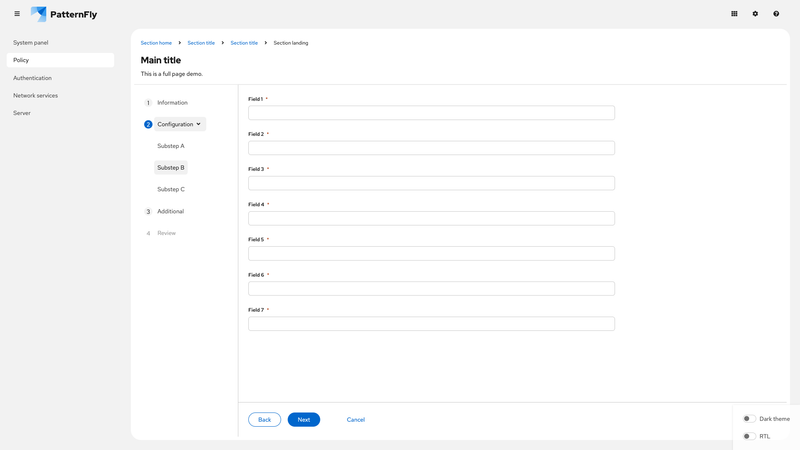 PatternFly
System panel
Policy
Authentication
Network services
Server
Section home
Section title
Section title
Section landing
Main title
This is a full page demo.
1 Information
2 Configuration
Substep A
Substep B
Substep C
3 Additional
4 Review
Field 1 *
Field 2 *
Field 3 *
Field 4 *
Field 5 *
Field 6 *
Field 7 *
Back
Next
Cancel
Dark theme
RTL